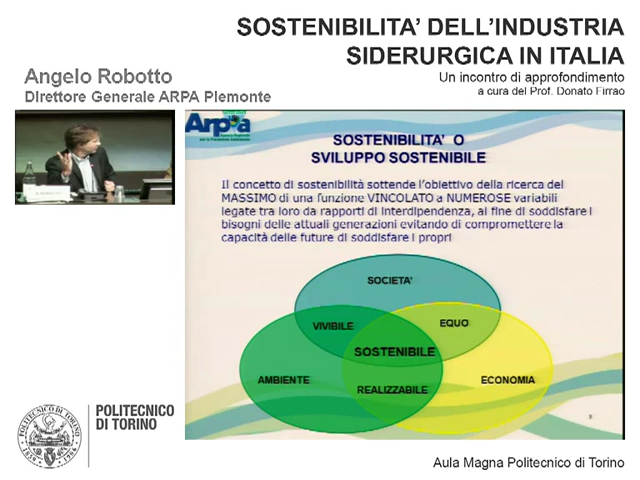 SOSTENIBILITA' DELL'INDUSTRIA
SIDERURGICA IN ITALIA
Un incontro di approfondimento
a cura del Prof. Donato Firrao
Angelo Robotto
Direttore Generale ARPA Piemonte
Arpa
SOSTENIBILITA' O
SVILUPPO SOSTENIBILE
Il concetto di sostenibilità sottende l'obiettivo della ricerca del
MASSIMO di una funzione VINCOLATO a NUMEROSE variabili
legate tra loro da rapporti di interdipendenza, al fine di soddisfare i
bisogni delle attuali generazioni evitando di compromettere la
capacità delle future di soddisfare i propri
SOCIETA'
VIVIBILE
EQUO
SOSTENIBILE
AMBIENTE
REALIZZABILE
ECONOMIA
POLITECNICO
DI TORINO
Aula Magna Politecnico di Torino